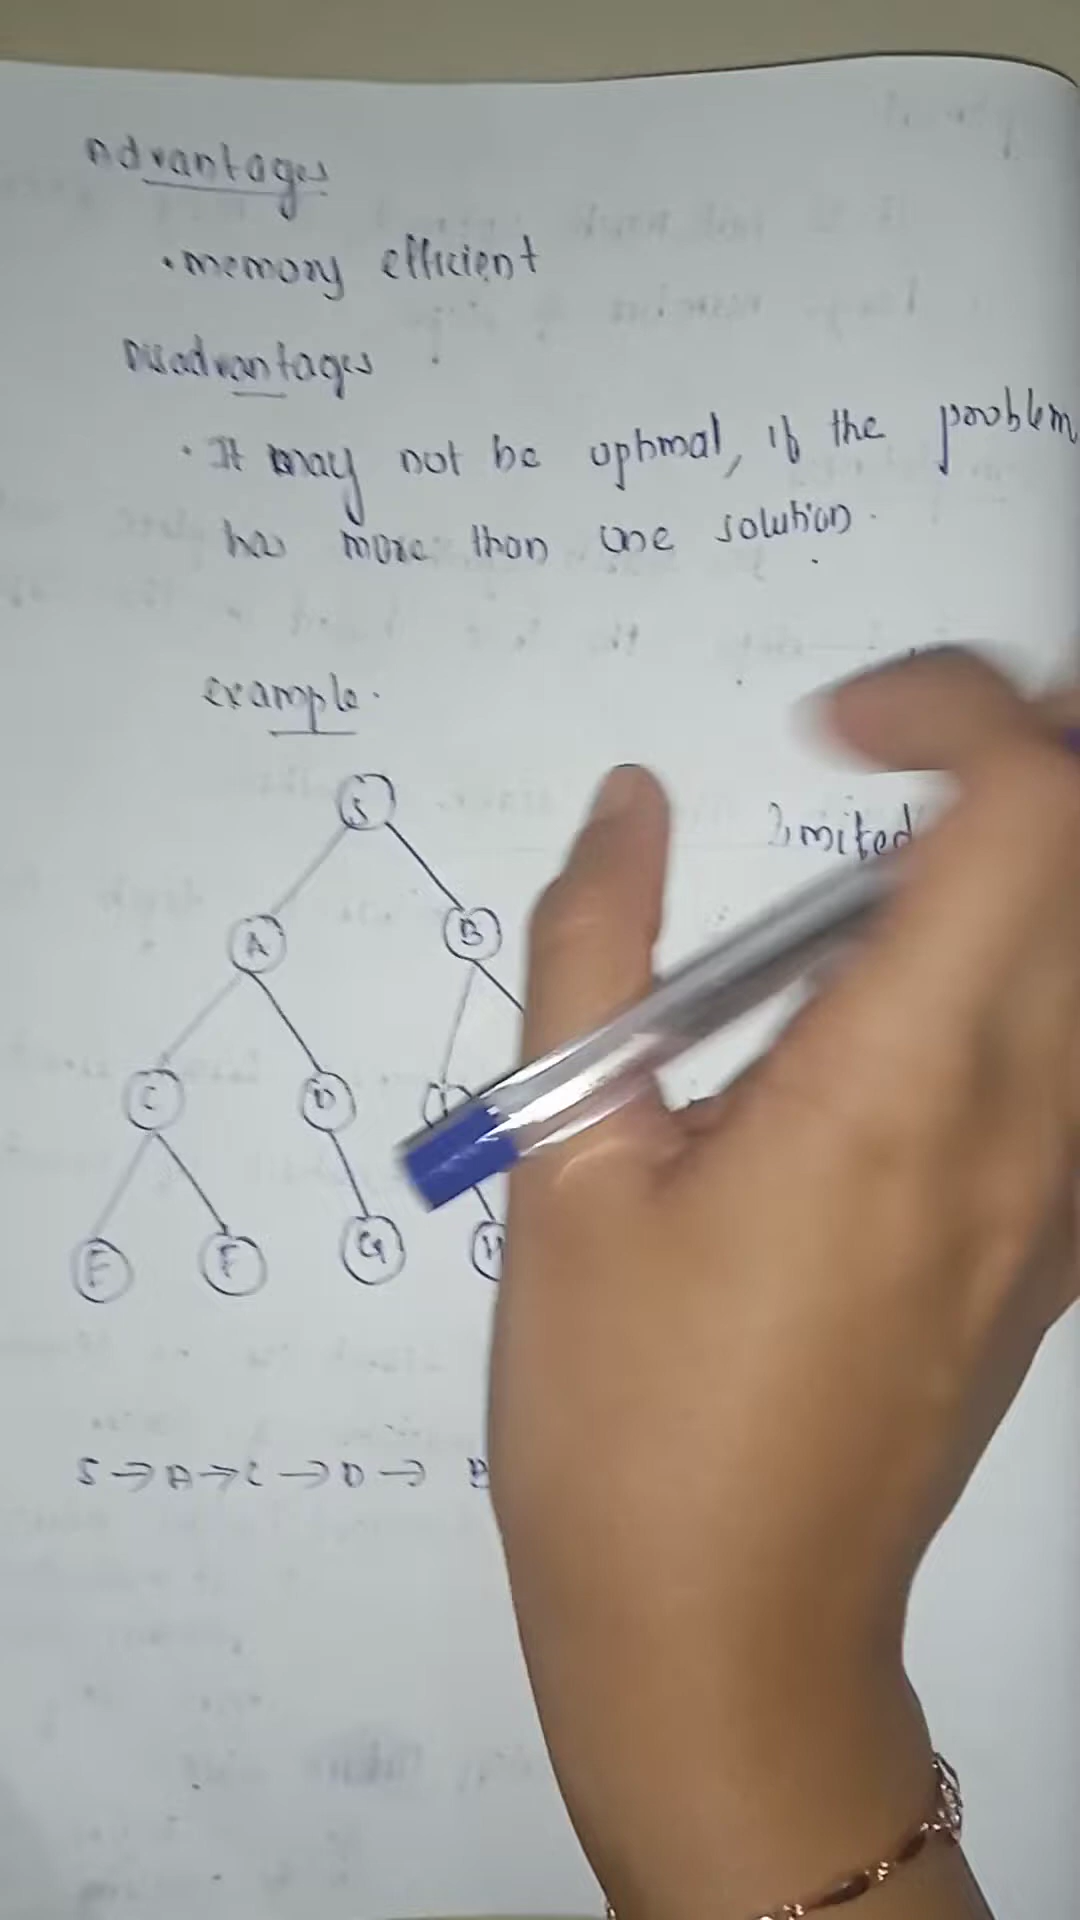 Advantages
• memory efficient
Disadvantages
• It may not be optimal, if the problem
has more than one solution.
example.
S
limited
A B
C D I
E F G H
S → A → C → D → B